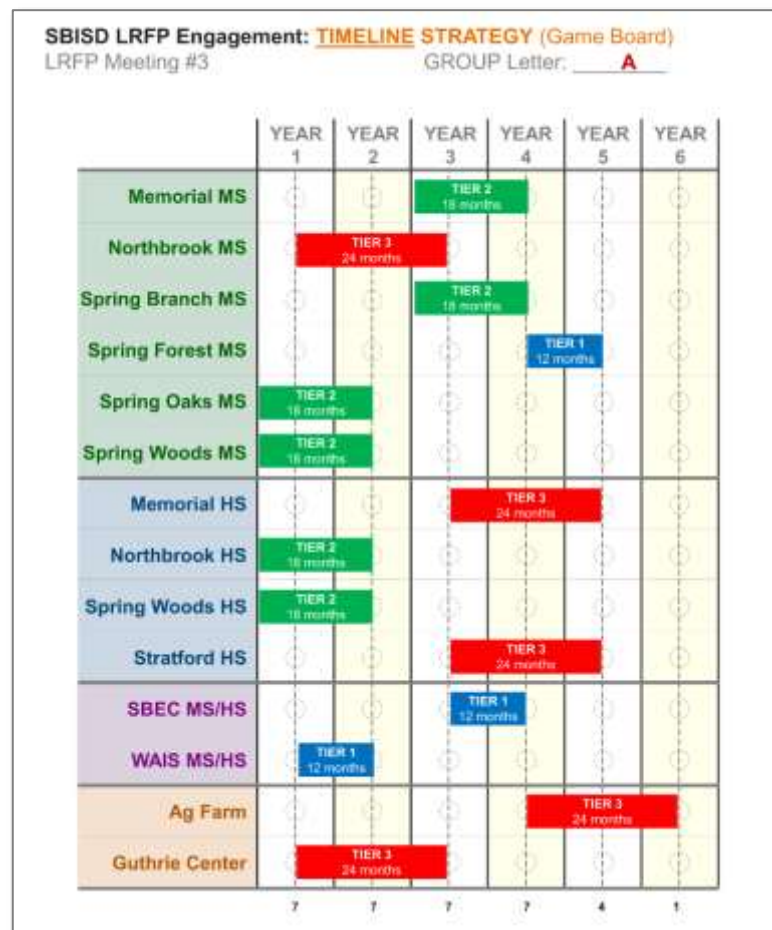 SBISD LRFP Engagement: TIMELINE STRATEGY (Game Board)
LRFP Meeting #3 GROUP Letter: A
YEAR 1 YEAR 2 YEAR 3 YEAR 4 YEAR 5 YEAR 6
Memorial MS TIER 2
18 months
Northbrook MS TIER 3
24 months
Spring Branch MS TIER 2
18 months
Spring Forest MS TIER 1
12 months
Spring Oaks MS TIER 2
18 months
Spring Woods MS TIER 2
18 months
Memorial HS TIER 3
24 months
Northbrook HS TIER 2
18 months
Spring Woods HS TIER 2
18 months
Stratford HS TIER 3
24 months
SBEC MS/HS TIER 1
12 months
WAIS MS/HS TIER 1
12 months
Ag Farm TIER 3
24 months
Guthrie Center TIER 3
24 months
7 7 7 7 4 1